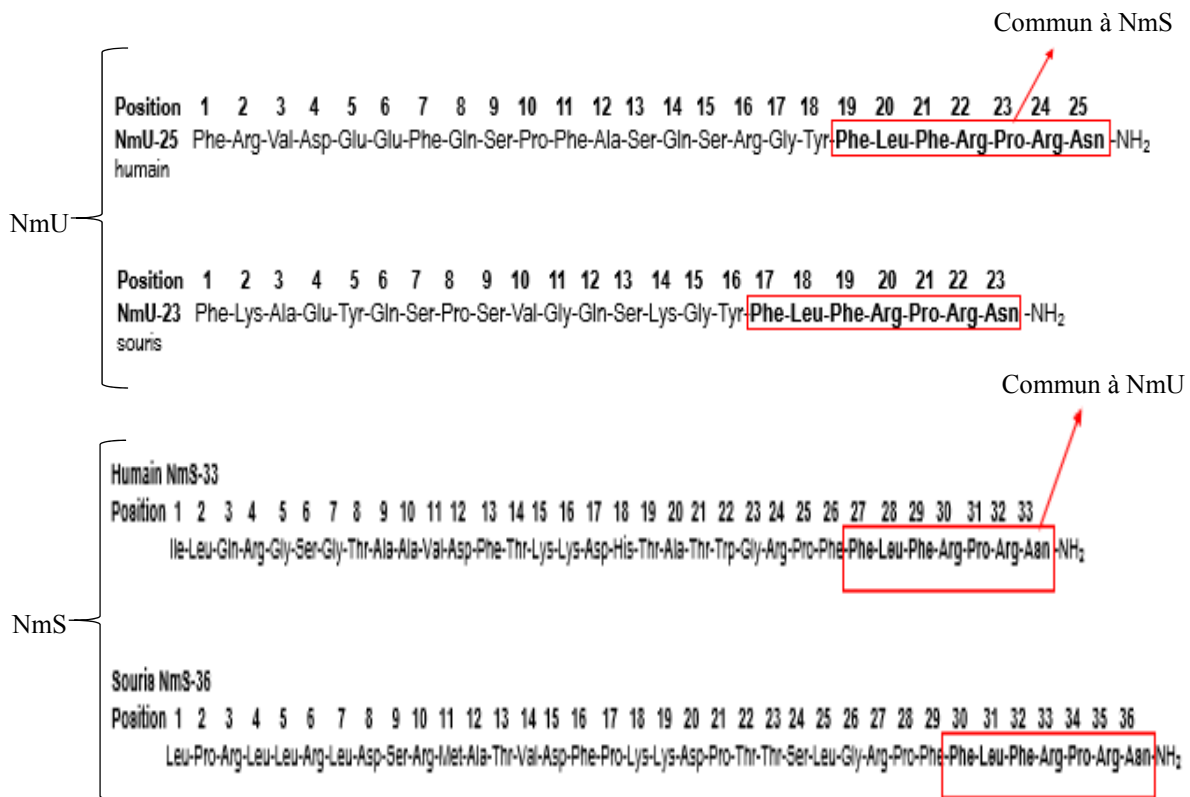 Commun à NmS
Position 1 2 3 4 5 6 7 8 9 10 11 12 13 14 15 16 17 18 19 20 21 22 23 24 25
NmU-25 Phe-Arg-Val-Asp-Glu-Glu-Phe-Gln-Ser-Pro-Phe-Ala-Ser-Gln-Ser-Arg-Gly-Tyr-Phe-Leu-Phe-Arg-Pro-Arg-Asn-NH₂
humain
NmU
Position 1 2 3 4 5 6 7 8 9 10 11 12 13 14 15 16 17 18 19 20 21 22 23
NmU-23 Phe-Lys-Ala-Glu-Tyr-Gln-Ser-Pro-Ser-Val-Gly-Gln-Ser-Lys-Gly-Tyr-Phe-Leu-Phe-Arg-Pro-Arg-Asn-NH₂
souris
Commun à NmU
Humain NmS-33
Position 1 2 3 4 5 6 7 8 9 10 11 12 13 14 15 16 17 18 19 20 21 22 23 24 25 26 27 28 29 30 31 32 33
Ile-Leu-Gln-Arg-Gly-Ser-Gly-Thr-Ala-Ala-Val-Asp-Phe-Thr-Lys-Lys-Asp-His-Thr-Ala-Thr-Trp-Gly-Arg-Pro-Phe-Phe-Leu-Phe-Arg-Pro-Arg-Asn-NH₂
NmS
Souris NmS-36
Position 1 2 3 4 5 6 7 8 9 10 11 12 13 14 15 16 17 18 19 20 21 22 23 24 25 26 27 28 29 30 31 32 33 34 35 36
Leu-Pro-Arg-Leu-Leu-Arg-Leu-Asp-Ser-Arg-Met-Ala-Thr-Val-Asp-Phe-Pro-Lys-Lys-Asp-Pro-Thr-Thr-Ser-Leu-Gly-Arg-Pro-Phe-Phe-Leu-Phe-Arg-Pro-Arg-Asn-NH₂